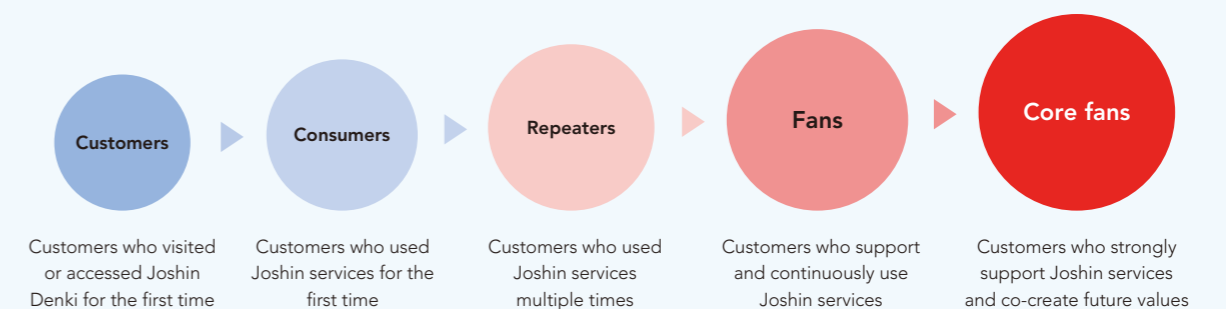 Customers
Consumers
Repeaters
Fans
Core fans
Customers who visited
or accessed Joshin
Denki for the first time
Customers who used
Joshin services for the
first time
Customers who used
Joshin services
multiple times
Customers who support
and continuously use
Joshin services
Customers who strongly
support Joshin services
and co-create future values